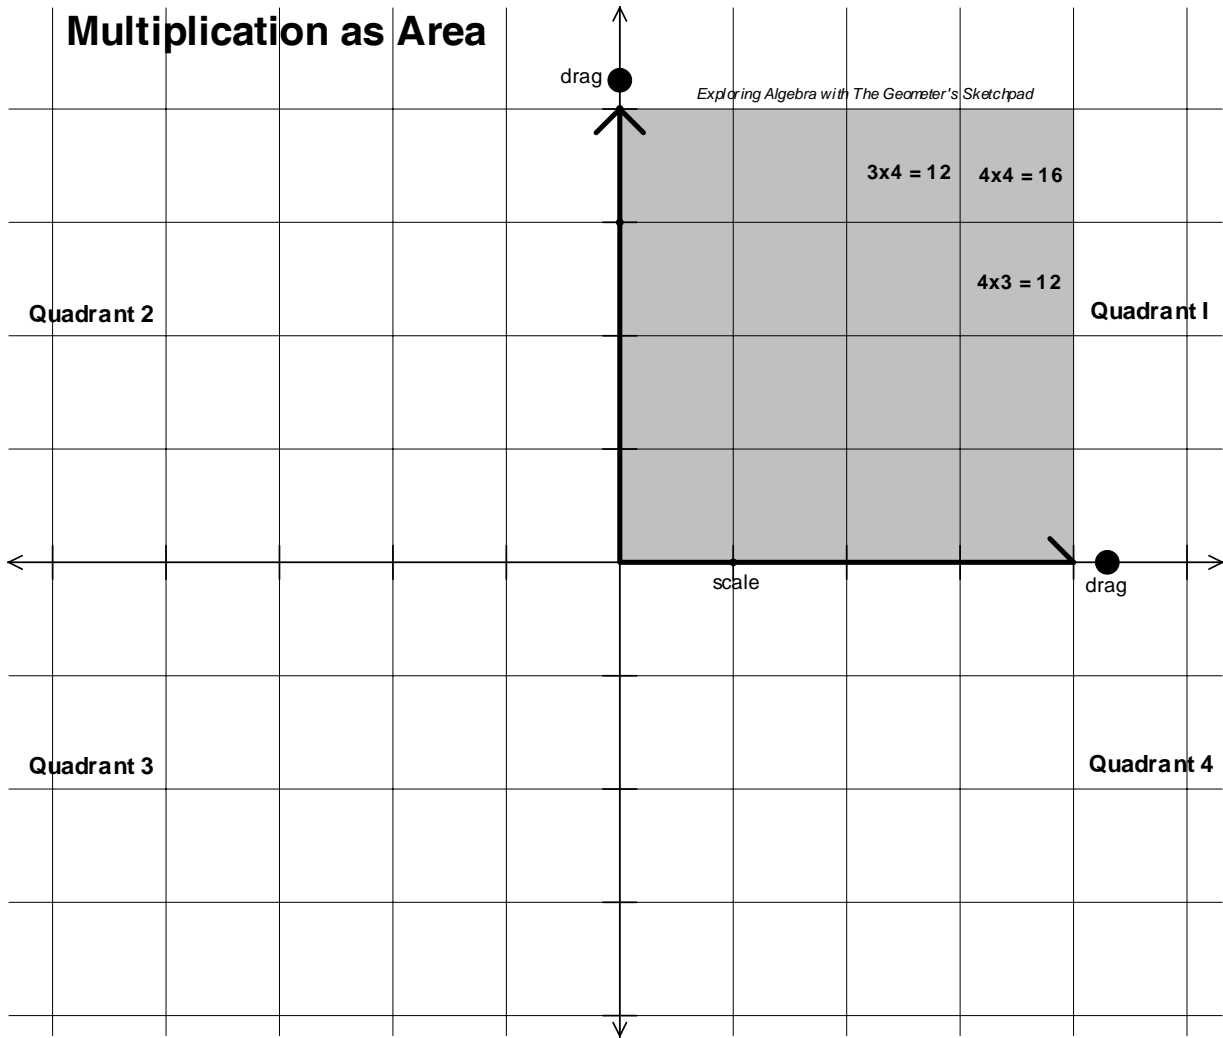 Multiplication as Area
drag
Exploring Algebra with The Geometer's Sketchpad
3x4 = 12
4x4 = 16
4x3 = 12
Quadrant 2
Quadrant I
scale
drag
Quadrant 3
Quadrant 4